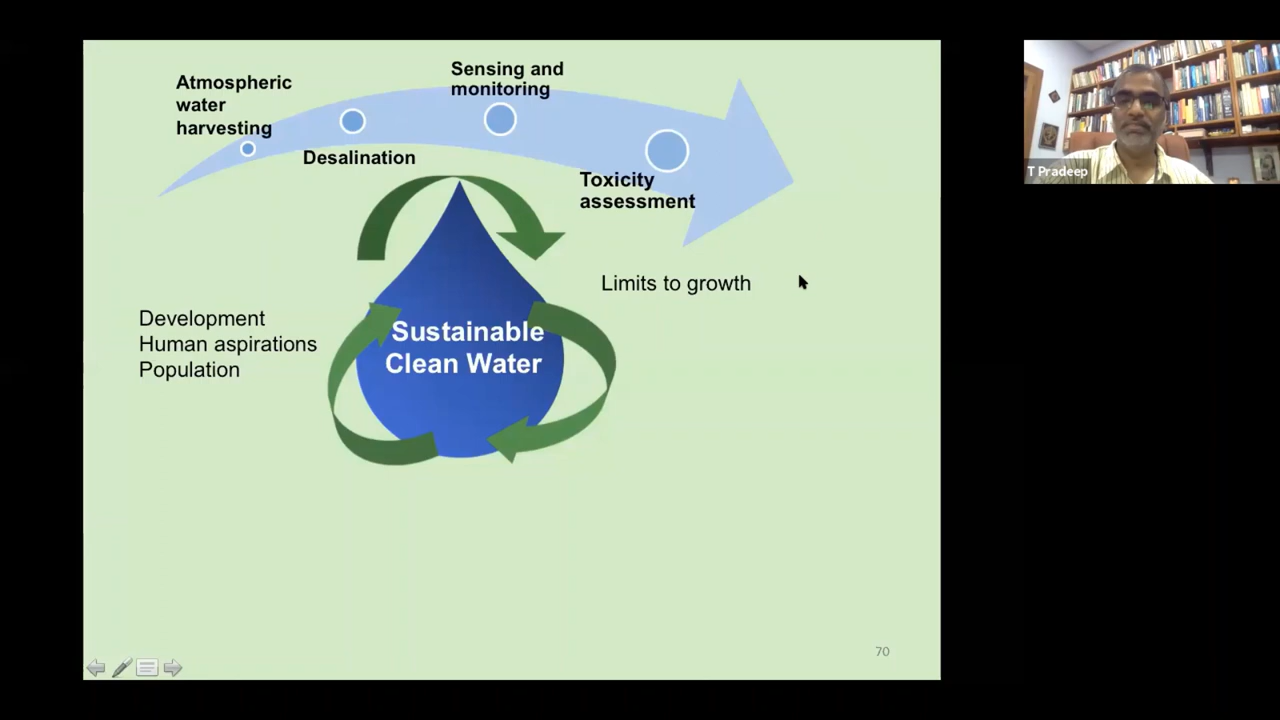 Atmospheric
water
harvesting
Desalination
Sensing and
monitoring
Toxicity
assessment
Limits to growth
Development
Human aspirations
Population
Sustainable
Clean Water
70
T Pradeep